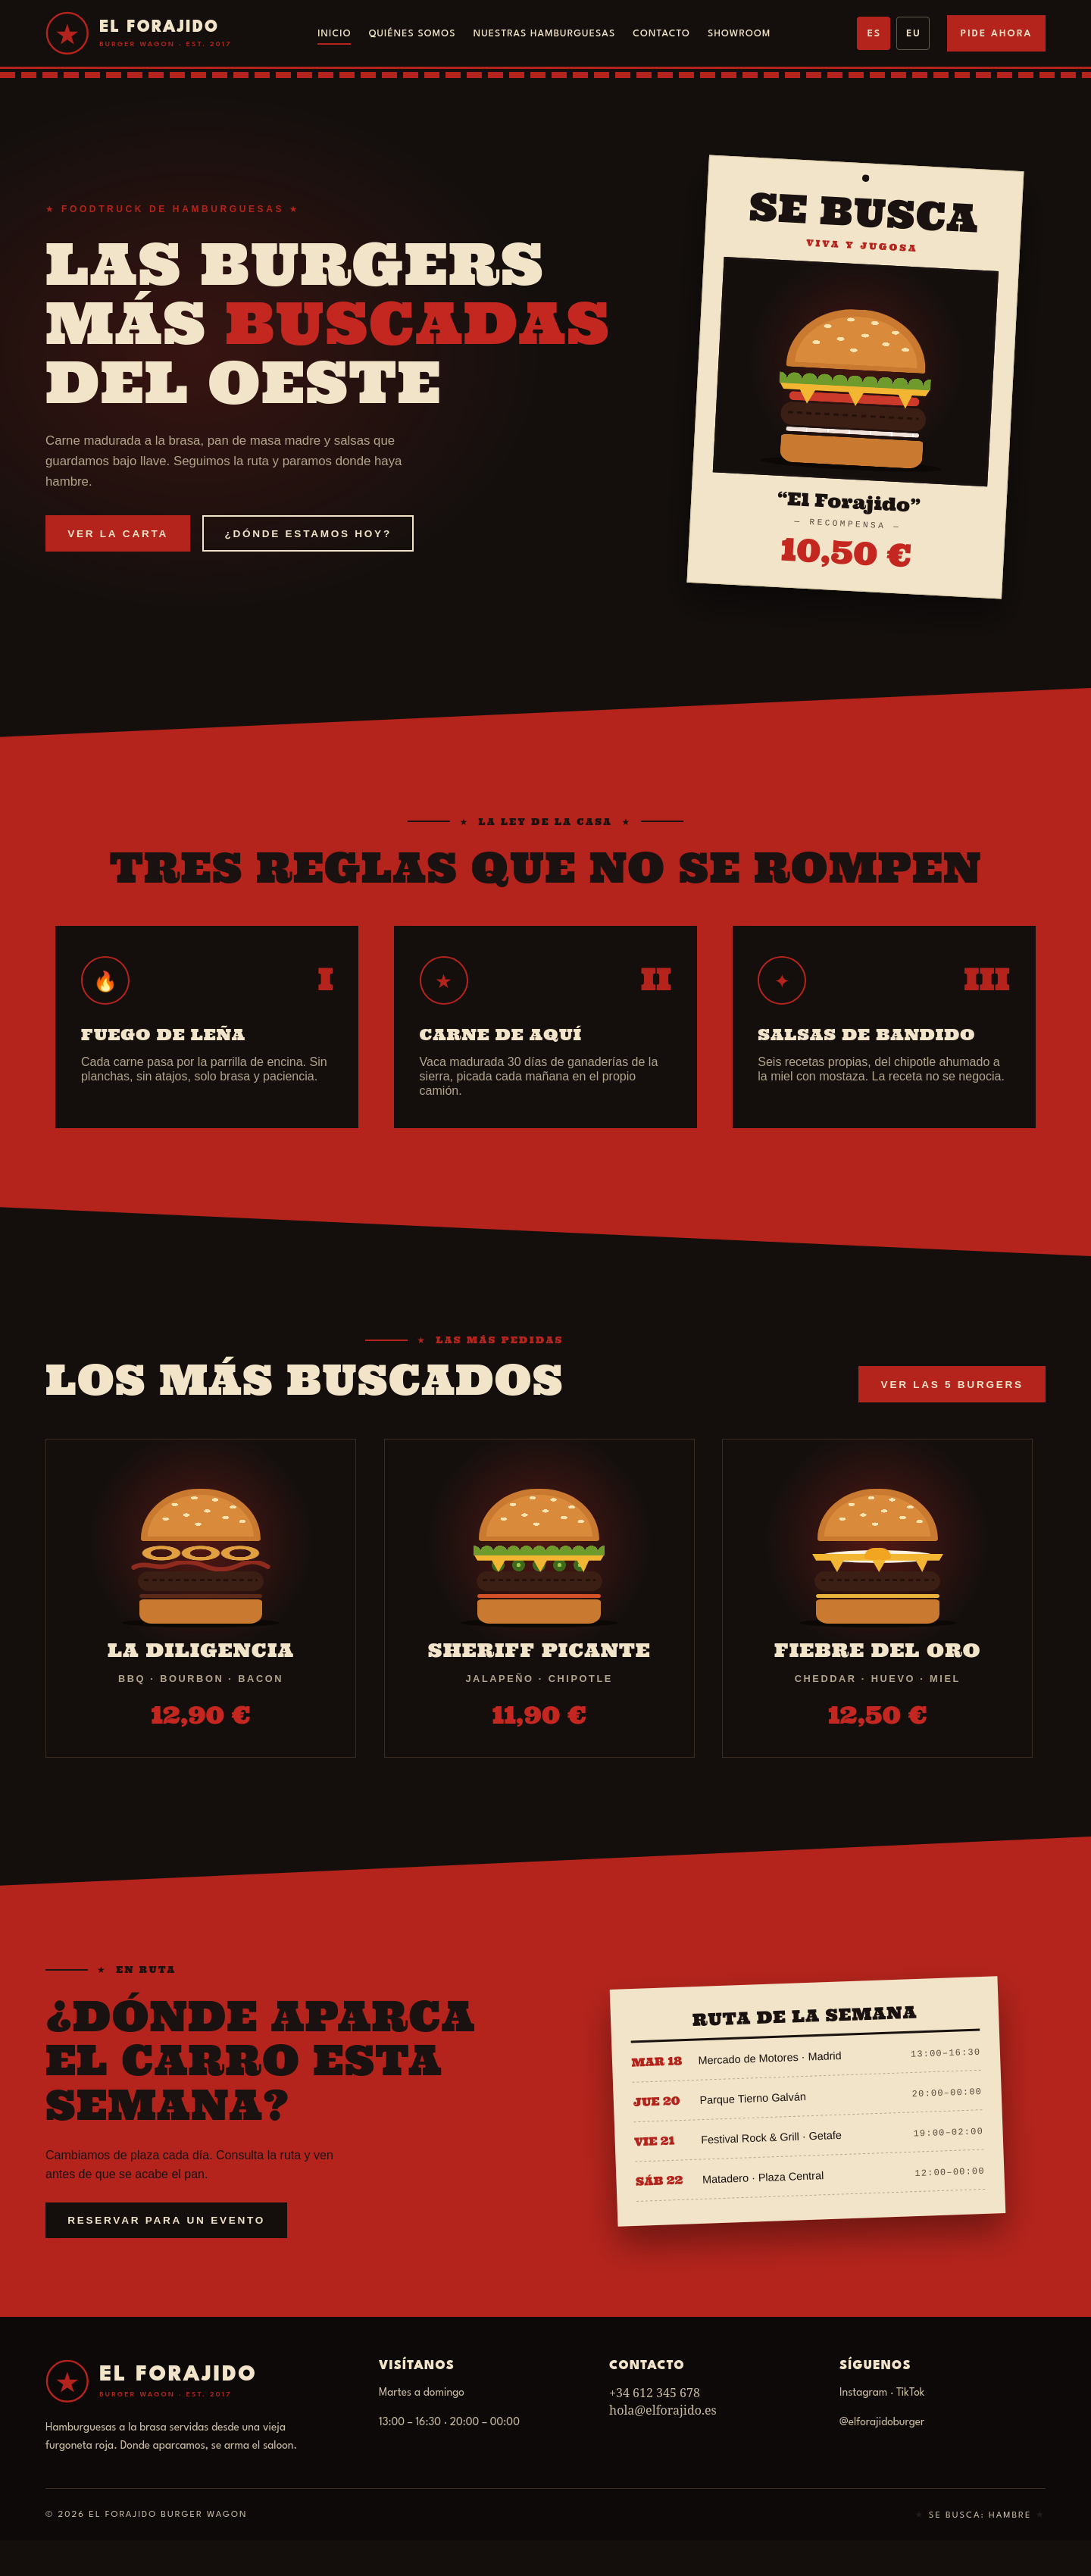 EL FORAJIDO
BURGER WAGON · EST. 2017
INICIO
QUIÉNES SOMOS
NUESTRAS HAMBURGUESAS
CONTACTO
SHOWROOM
ES
EU
PIDE AHORA
★ FOODTRUCK DE HAMBURGUESAS ★
LAS BURGERS
MÁS BUSCADAS
DEL OESTE
Carne madurada a la brasa, pan de masa madre y salsas que
guardamos bajo llave. Seguimos la ruta y paramos donde haya
hambre.
VER LA CARTA
¿DÓNDE ESTAMOS HOY?
SE BUSCA
VIVA Y JUGOSA
“El Forajido”
— RECOMPENSA —
10,50 €
★ LA LEY DE LA CASA ★
TRES REGLAS QUE NO SE ROMPEN
I
FUEGO DE LEÑA
Cada carne pasa por la parrilla de encina. Sin
planchas, sin atajos, solo brasa y paciencia.
II
CARNE DE AQUÍ
Vaca madurada 30 días de ganaderías de la
sierra, picada cada mañana en el propio
camión.
III
SALSAS DE BANDIDO
Seis recetas propias, del chipotle ahumado a
la miel con mostaza. La receta no se negocia.
★ LAS MÁS PEDIDAS
LOS MÁS BUSCADOS
VER LAS 5 BURGERS
LA DILIGENCIA
BBQ · BOURBON · BACON
12,90 €
SHERIFF PICANTE
JALAPEÑO · CHIPOTLE
11,90 €
FIEBRE DEL ORO
CHEDDAR · HUEVO · MIEL
12,50 €
★ EN RUTA
¿DÓNDE APARCA
EL CARRO ESTA
SEMANA?
Cambiamos de plaza cada día. Consulta la ruta y ven
antes de que se acabe el pan.
RESERVAR PARA UN EVENTO
RUTA DE LA SEMANA
MAR 18 Mercado de Motores · Madrid 13:00–16:30
JUE 20 Parque Tierno Galván 20:00–00:00
VIE 21 Festival Rock & Grill · Getafe 19:00–02:00
SÁB 22 Matadero · Plaza Central 12:00–00:00
EL FORAJIDO
BURGER WAGON · EST. 2017
Hamburguesas a la brasa servidas desde una vieja
furgoneta roja. Donde aparcamos, se arma el saloon.
VISÍTANOS
Martes a domingo
13:00 – 16:30 · 20:00 – 00:00
CONTACTO
+34 612 345 678
hola@elforajido.es
SÍGUENOS
Instagram · TikTok
@elforajidoburger
© 2026 EL FORAJIDO BURGER WAGON
★ SE BUSCA: HAMBRE ★